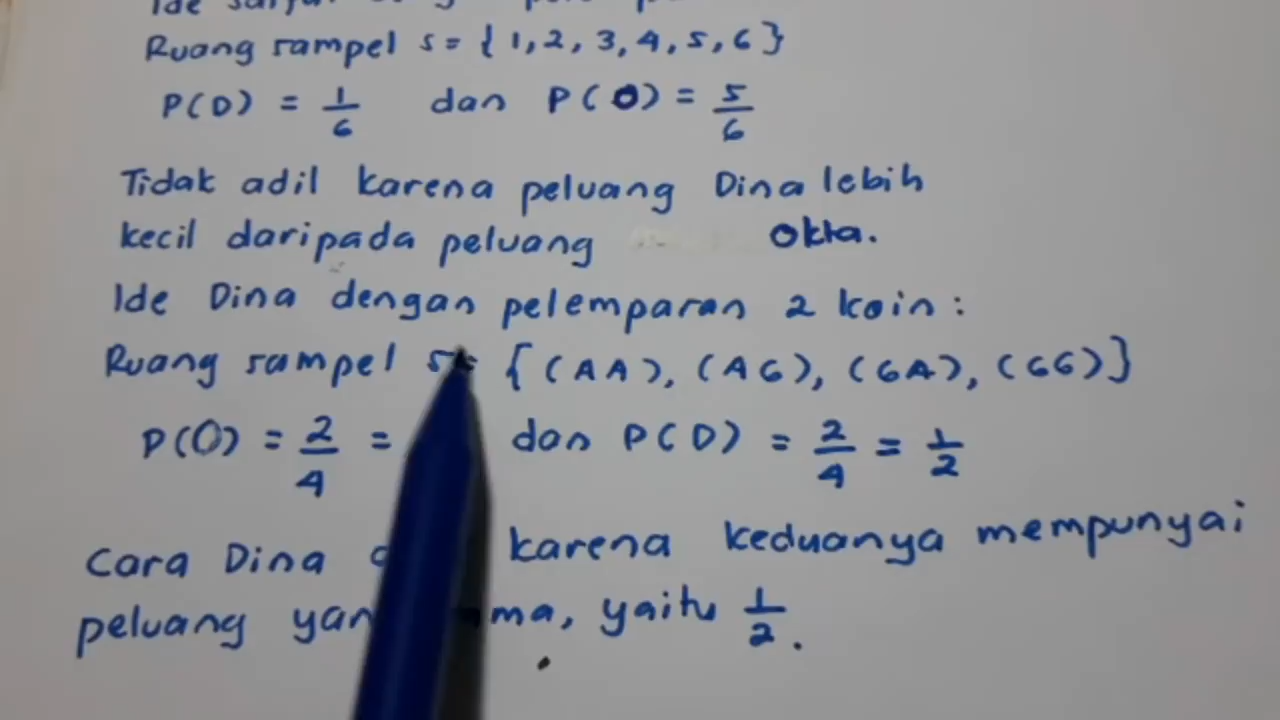 Ide
Ruang sampel s = { 1, 2, 3, 4, 5, 6 }
P(D) = 1/6 dan P(O) = 5/6
Tidak adil karena peluang Dina lebih
kecil daripada peluang Okta.
Ide Dina dengan pelemparan 2 koin :
Ruang sampel s= { (AA), (AG), (GA), (GG) }
P(O) = 2/4 = dan P(D) = 2/4 = 1/2
Cara Dina karena keduanya mempunyai
peluang yaitu 1/2.